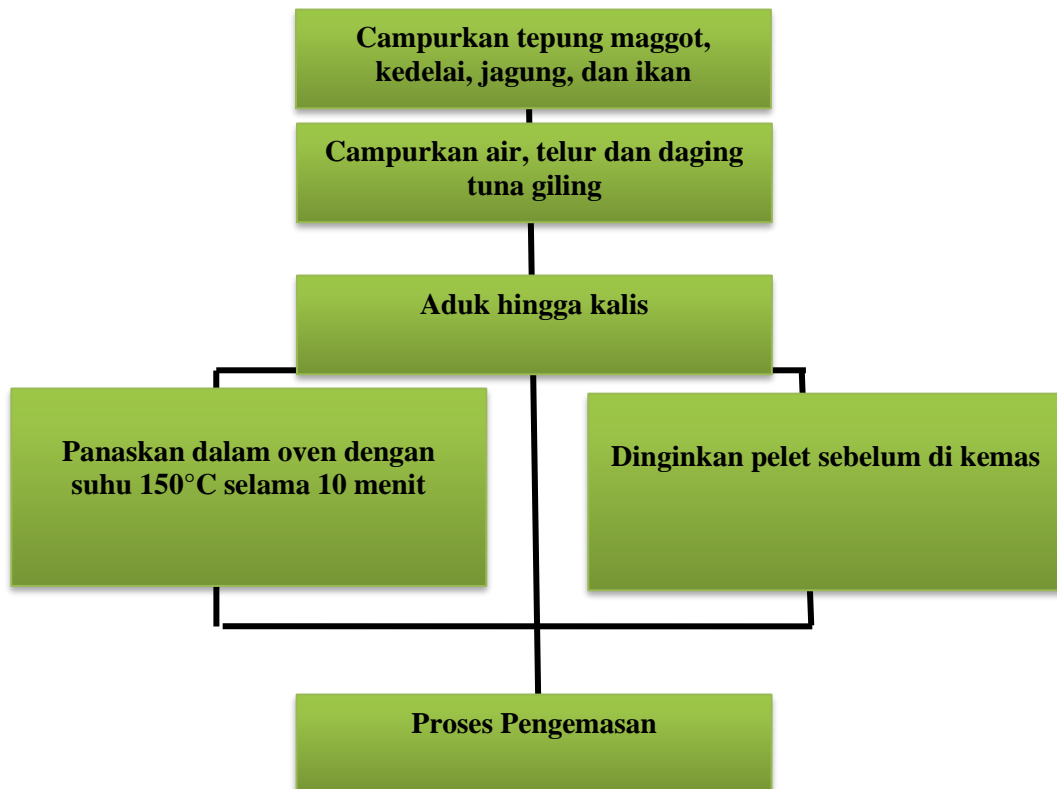 Campurkan tepung maggot,
kedelai, jagung, dan ikan
Campurkan air, telur dan daging
tuna giling
Aduk hingga kalis
Panaskan dalam oven dengan
suhu 150°C selama 10 menit
Dinginkan pelet sebelum di kemas
Proses Pengemasan